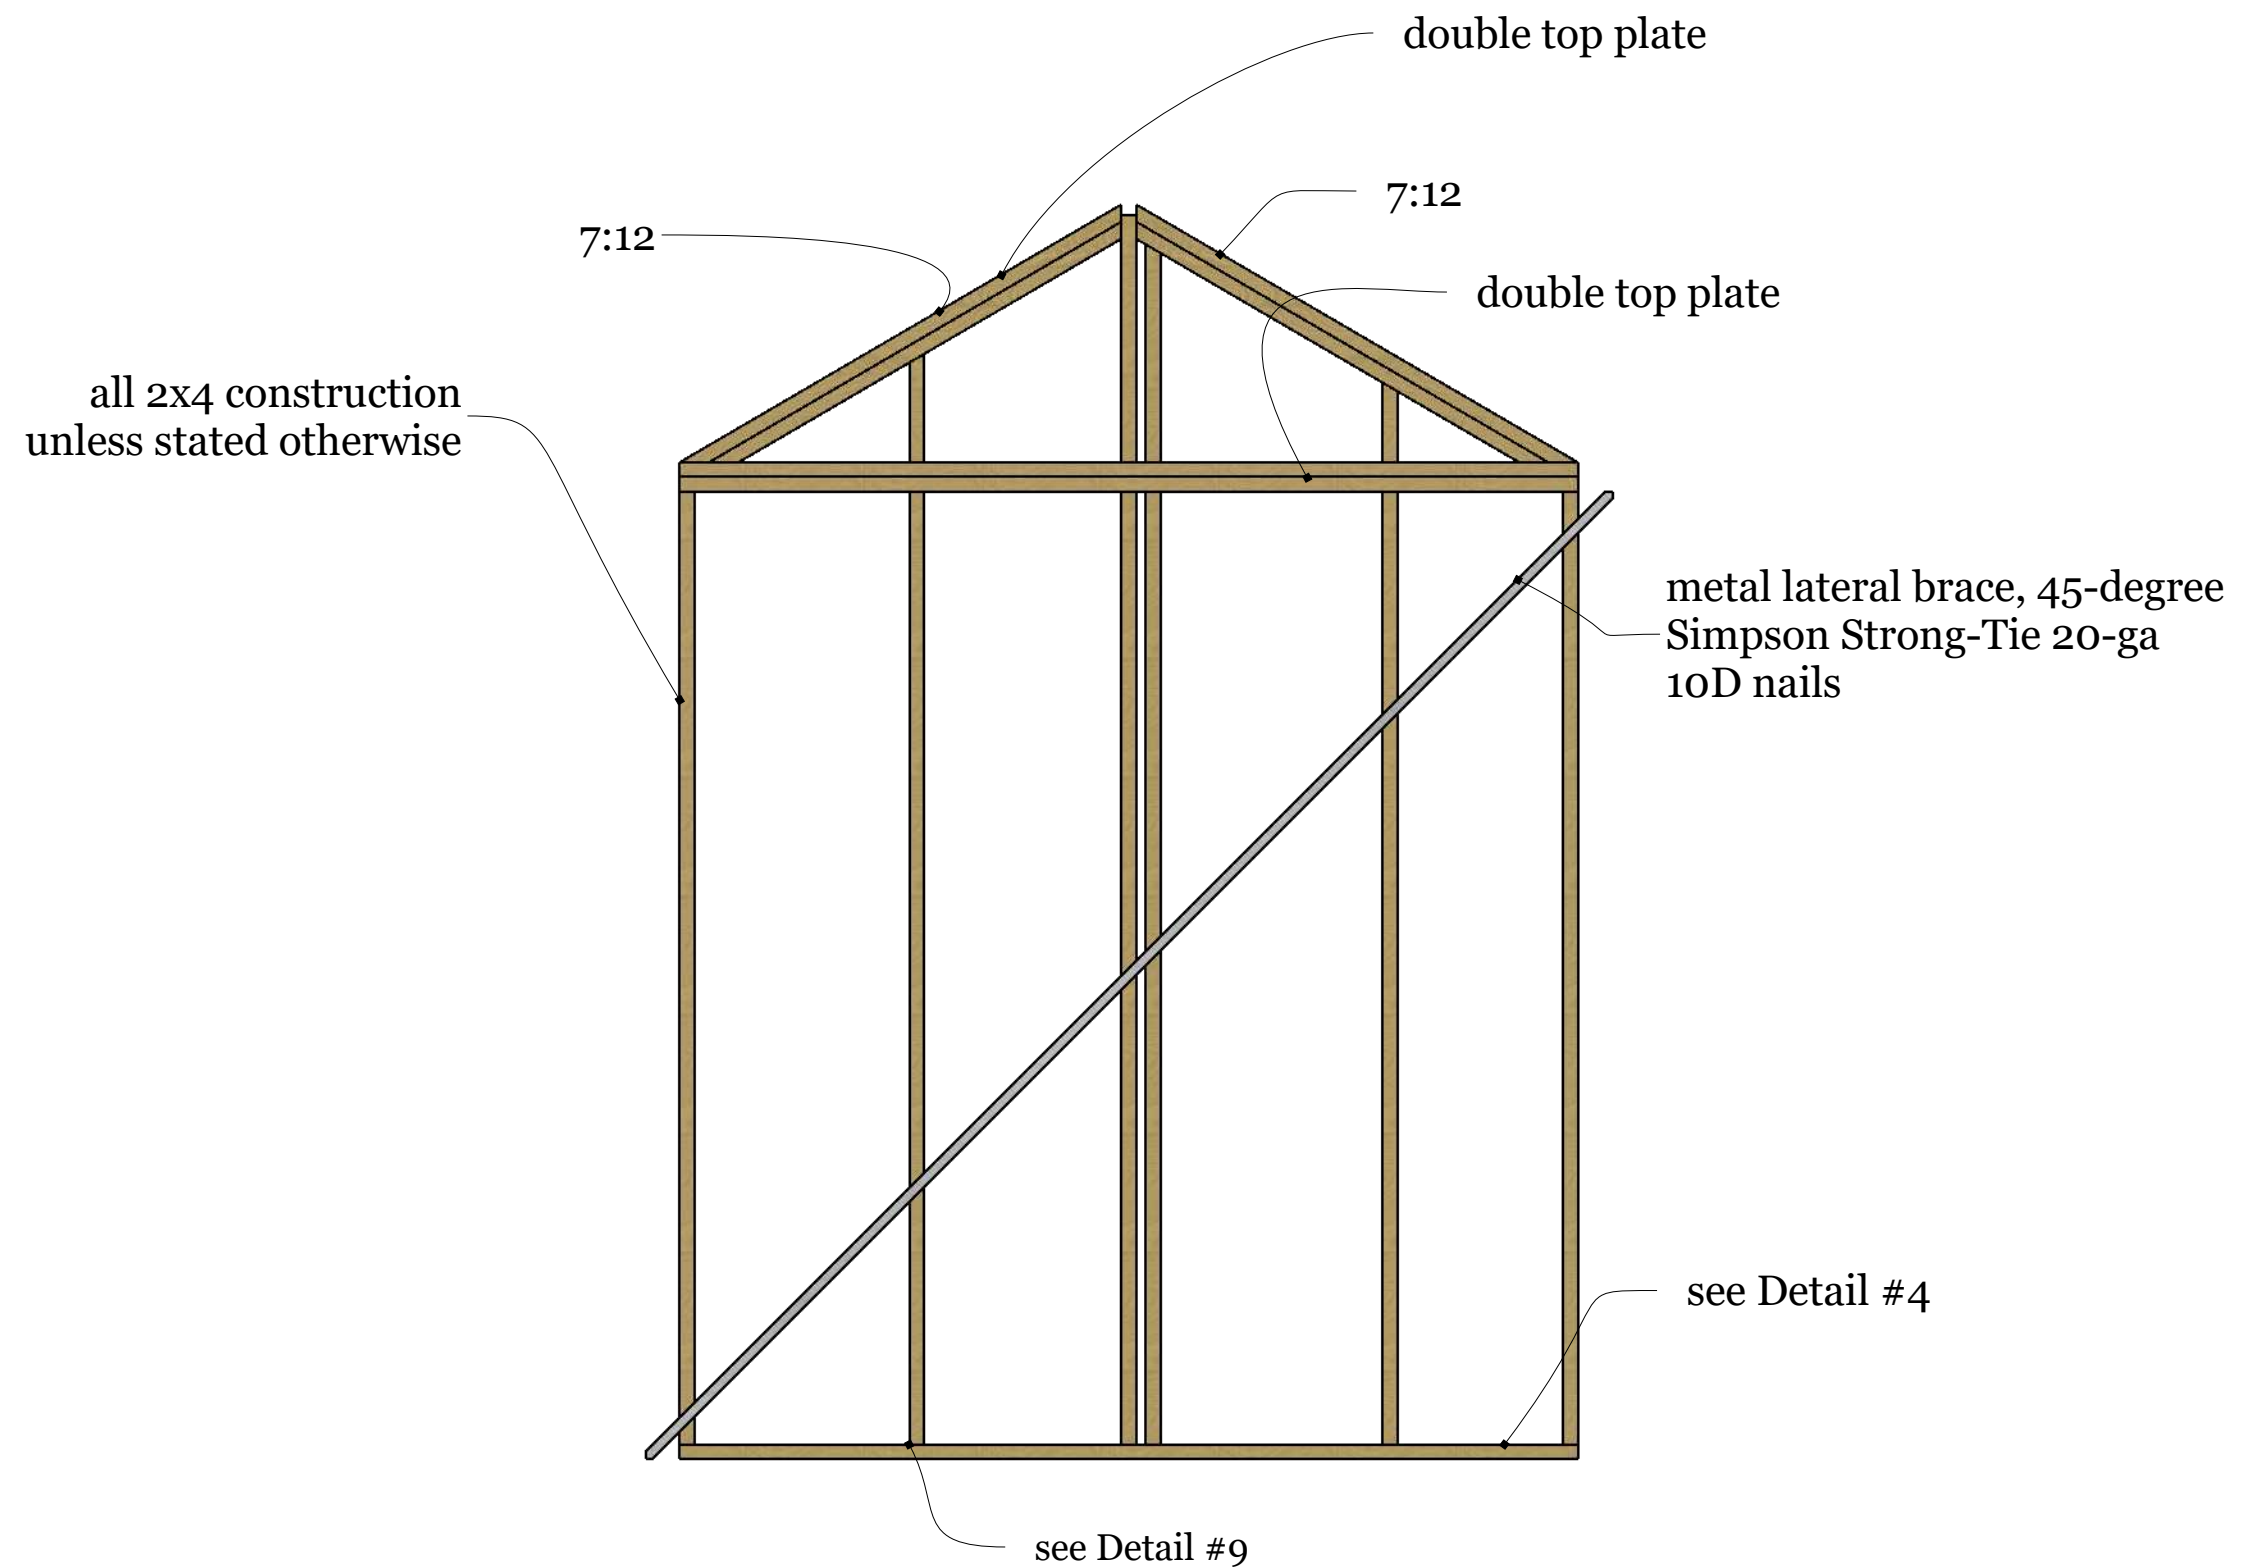 double top plate
7:12
7:12
double top plate
all 2x4 construction
unless stated otherwise
metal lateral brace, 45-degree
Simpson Strong-Tie 20-ga
10D nails
see Detail #4
see Detail #9